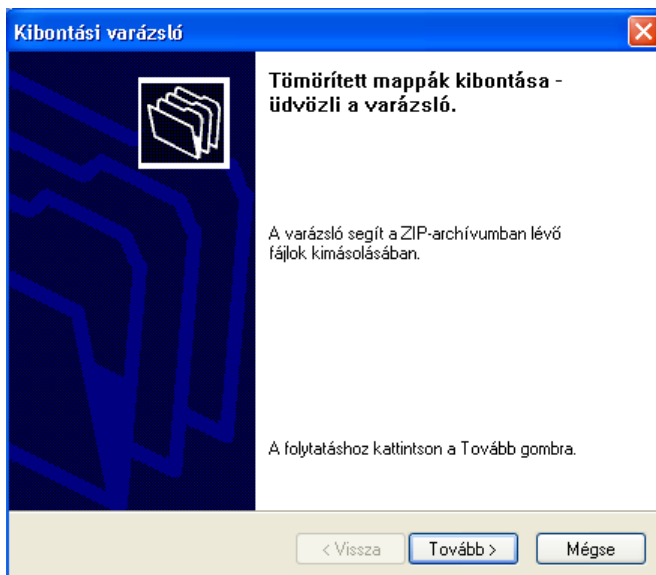 Kibontási varázsló
Tömörített mappák kibontása -
üdvözli a varázsló.
A varázsló segít a ZIP-archívumban lévő
fájlok kimásolásában.
A folytatáshoz kattintson a Tovább gombra.
< Vissza
Tovább >
Mégse